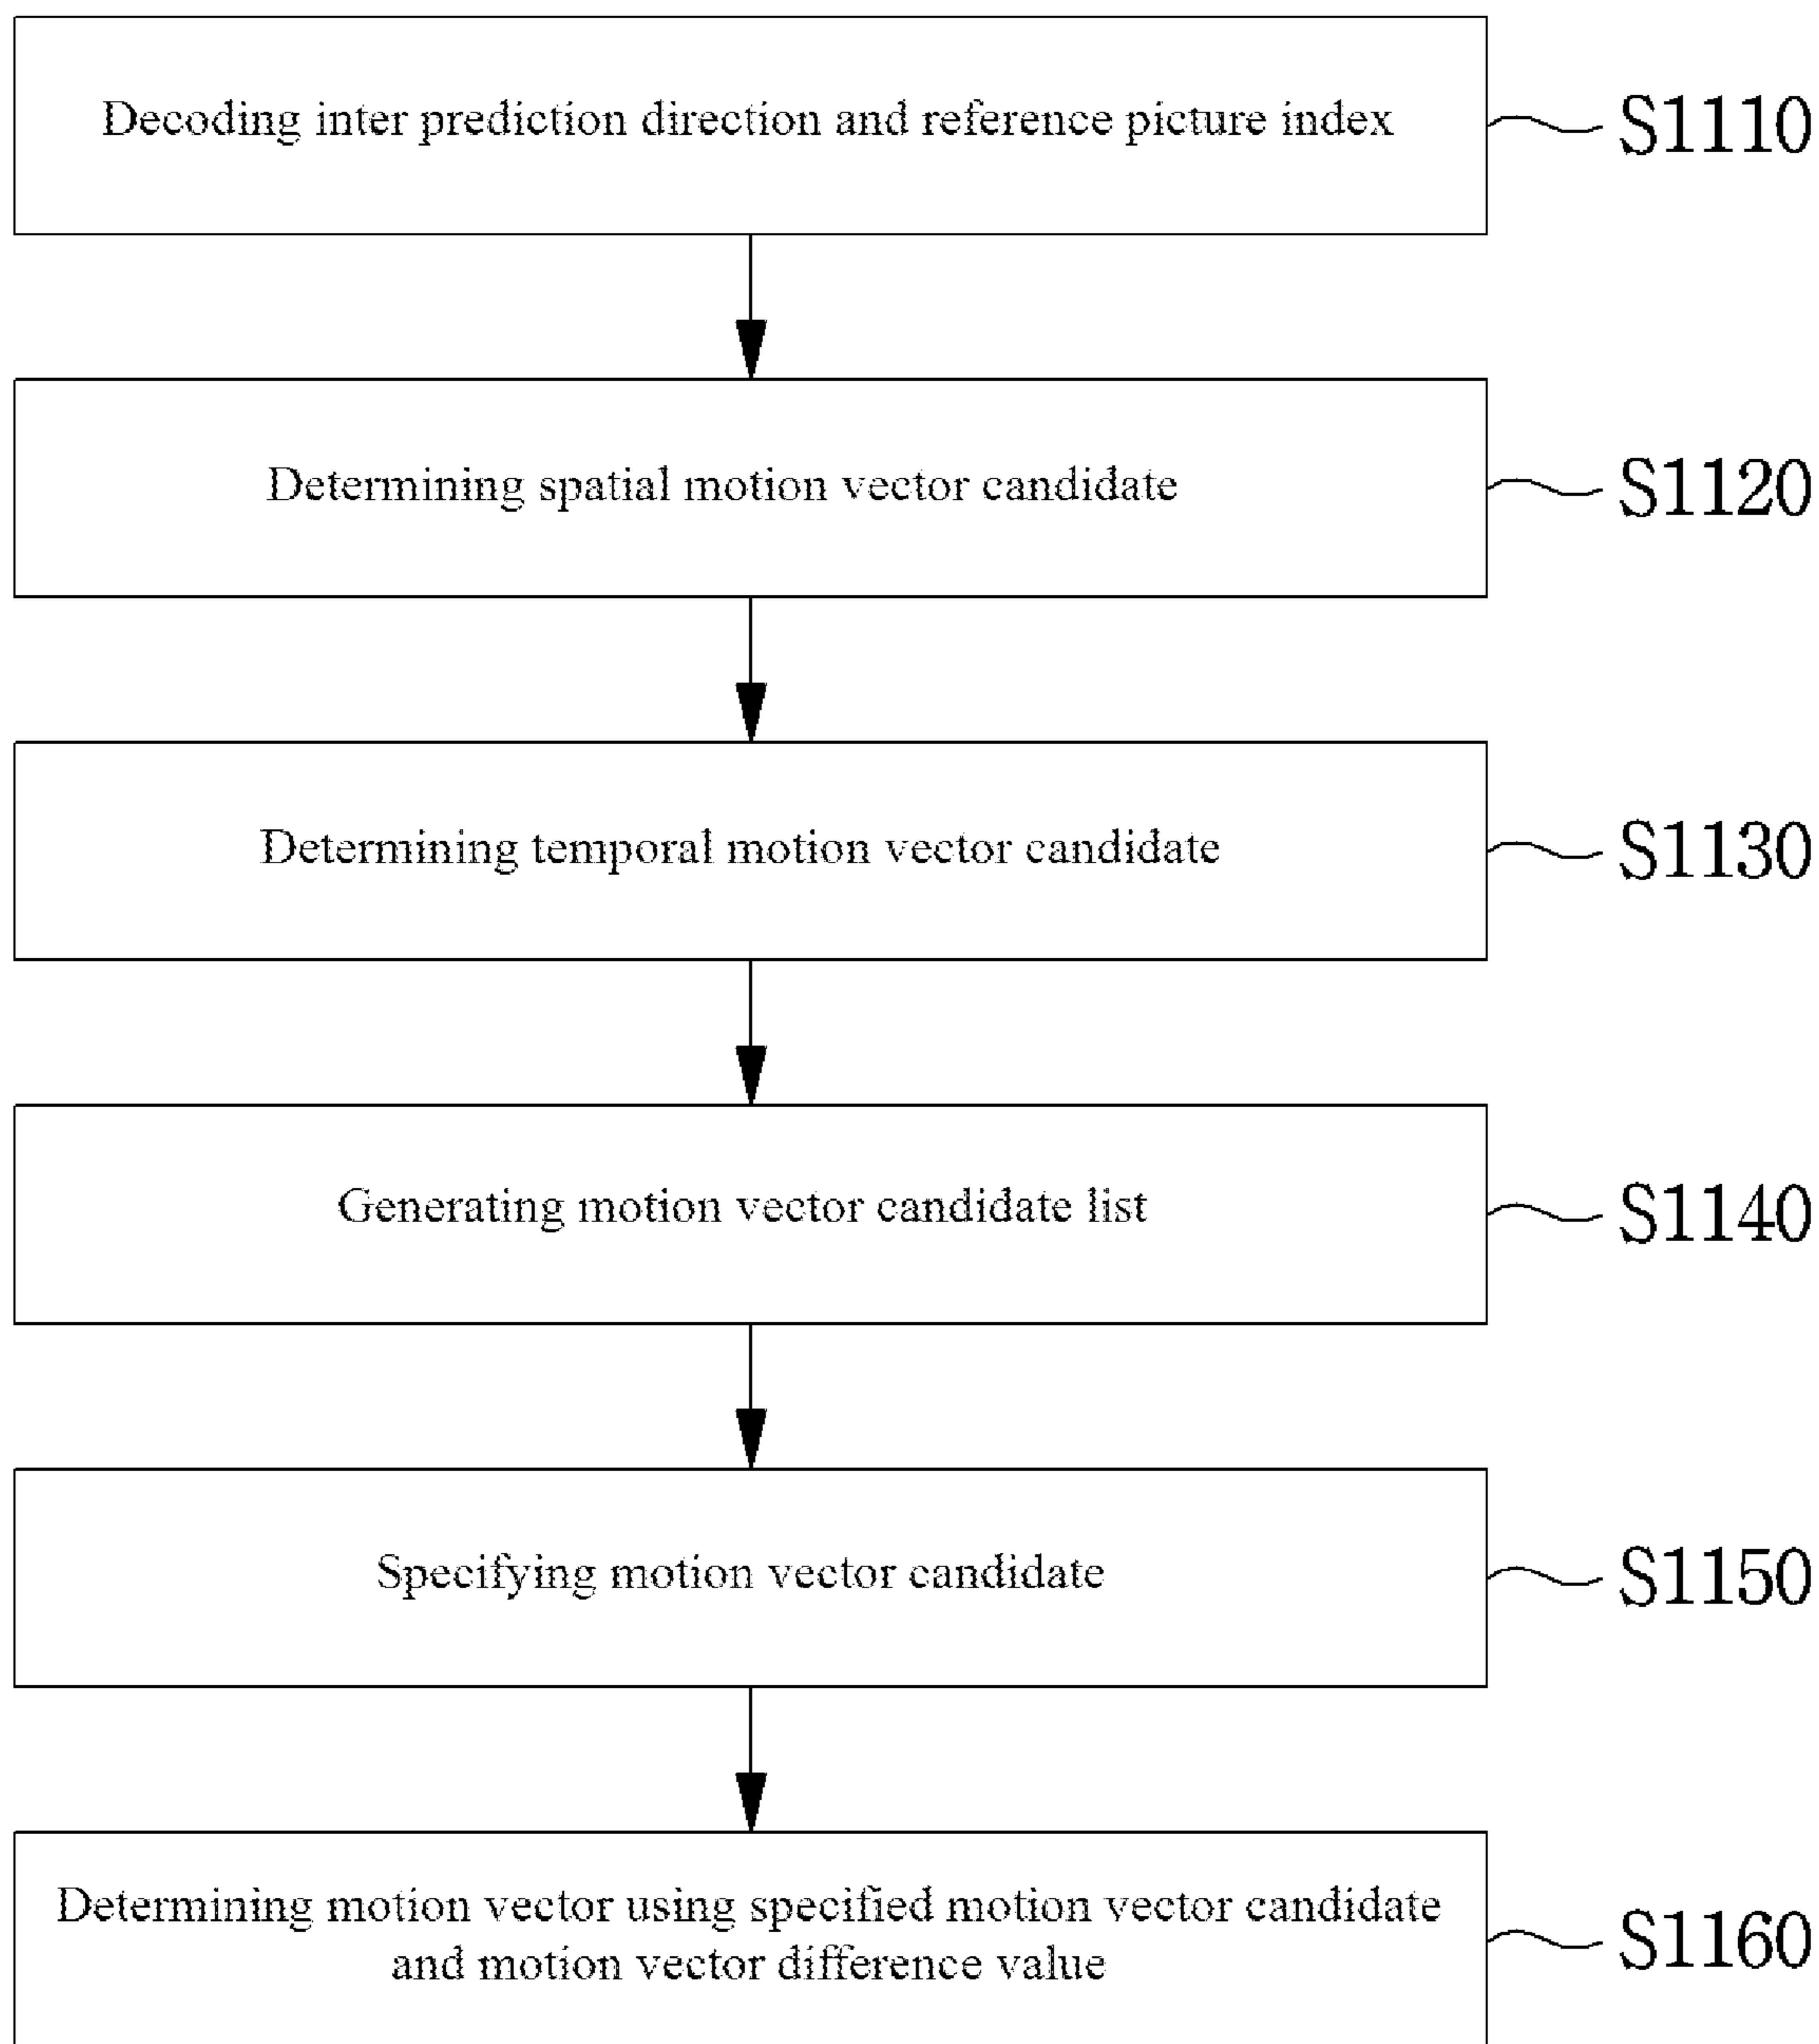 Decoding inter prediction direction and reference picture index
S1110
Determining spatial motion vector candidate
S1120
Determining temporal motion vector candidate
S1130
Generating motion vector candidate list
S1140
Specifying motion vector candidate
S1150
Determining motion vector using specified motion vector candidate
and motion vector difference value
S1160